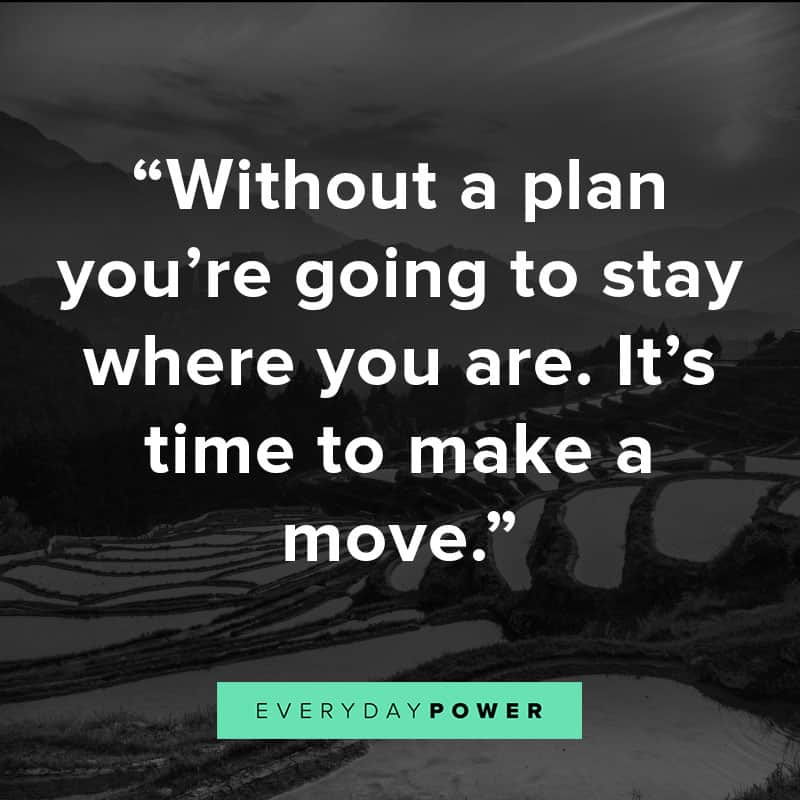 “Without a plan
you’re going to stay
where you are. It’s
time to make a
move.”
EVERYDAYPOWER